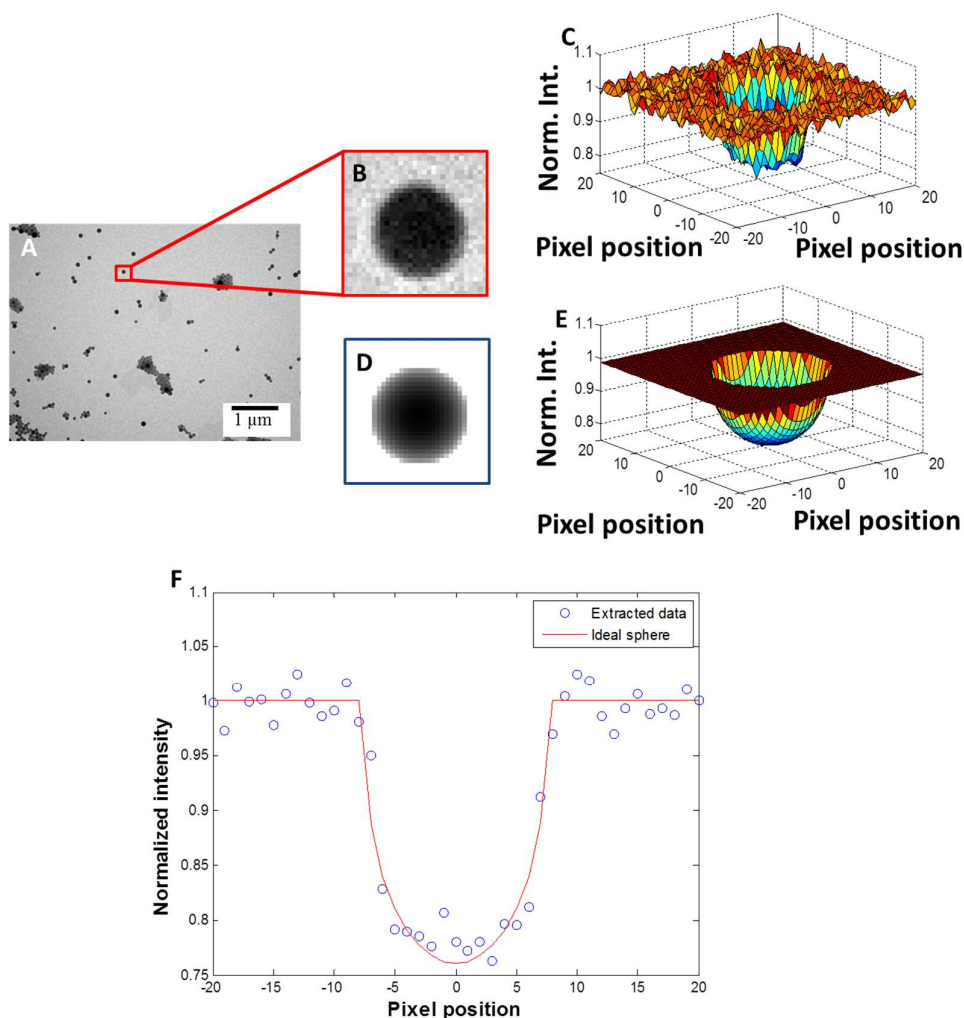 A
1 µm
B
D
C
Norm. Int.
1.1
1
0.9
0.8
20
10
0
-10
-20
-20
-10
0
10
20
Pixel position
Pixel position
E
Norm. Int.
1.1
1
0.9
0.8
20
10
0
-10
-20
-20
-10
0
10
20
Pixel position
Pixel position
F
Normalized intensity
1.1
1.05
1
0.95
0.9
0.85
0.8
0.75
-20
-15
-10
-5
0
5
10
15
20
Pixel position
Extracted data
Ideal sphere